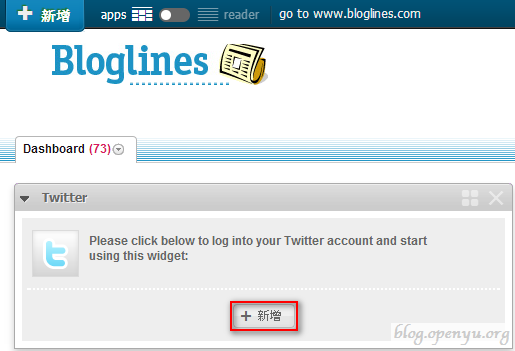 + 新增
apps reader go to www.bloglines.com
Bloglines
Dashboard (73)
Twitter
Please click below to log into your Twitter account and start
using this widget:
+ 新增
blog.openyu.org